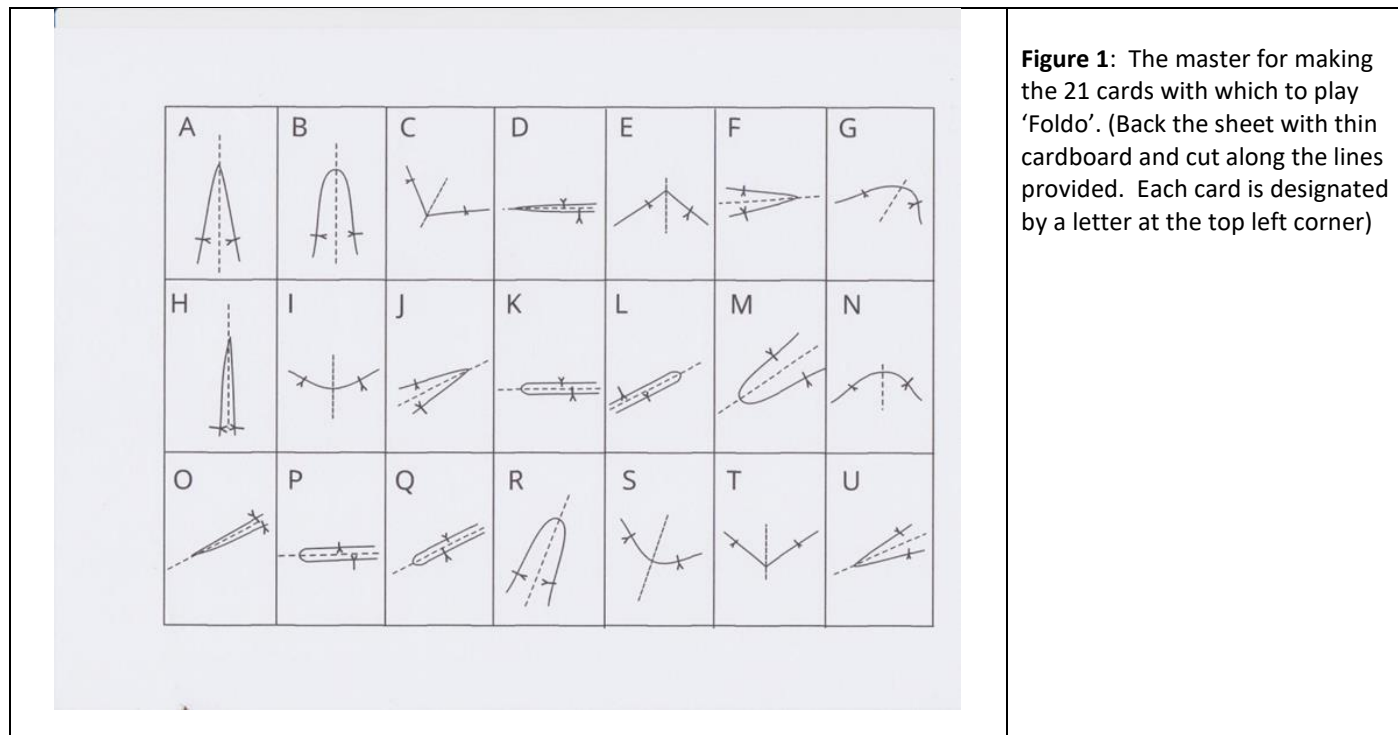 Figure 1: The master for making
the 21 cards with which to play
‘Foldo’. (Back the sheet with thin
cardboard and cut along the lines
provided. Each card is designated
by a letter at the top left corner)
A B C D E F G
H I J K L M N
O P Q R S T U